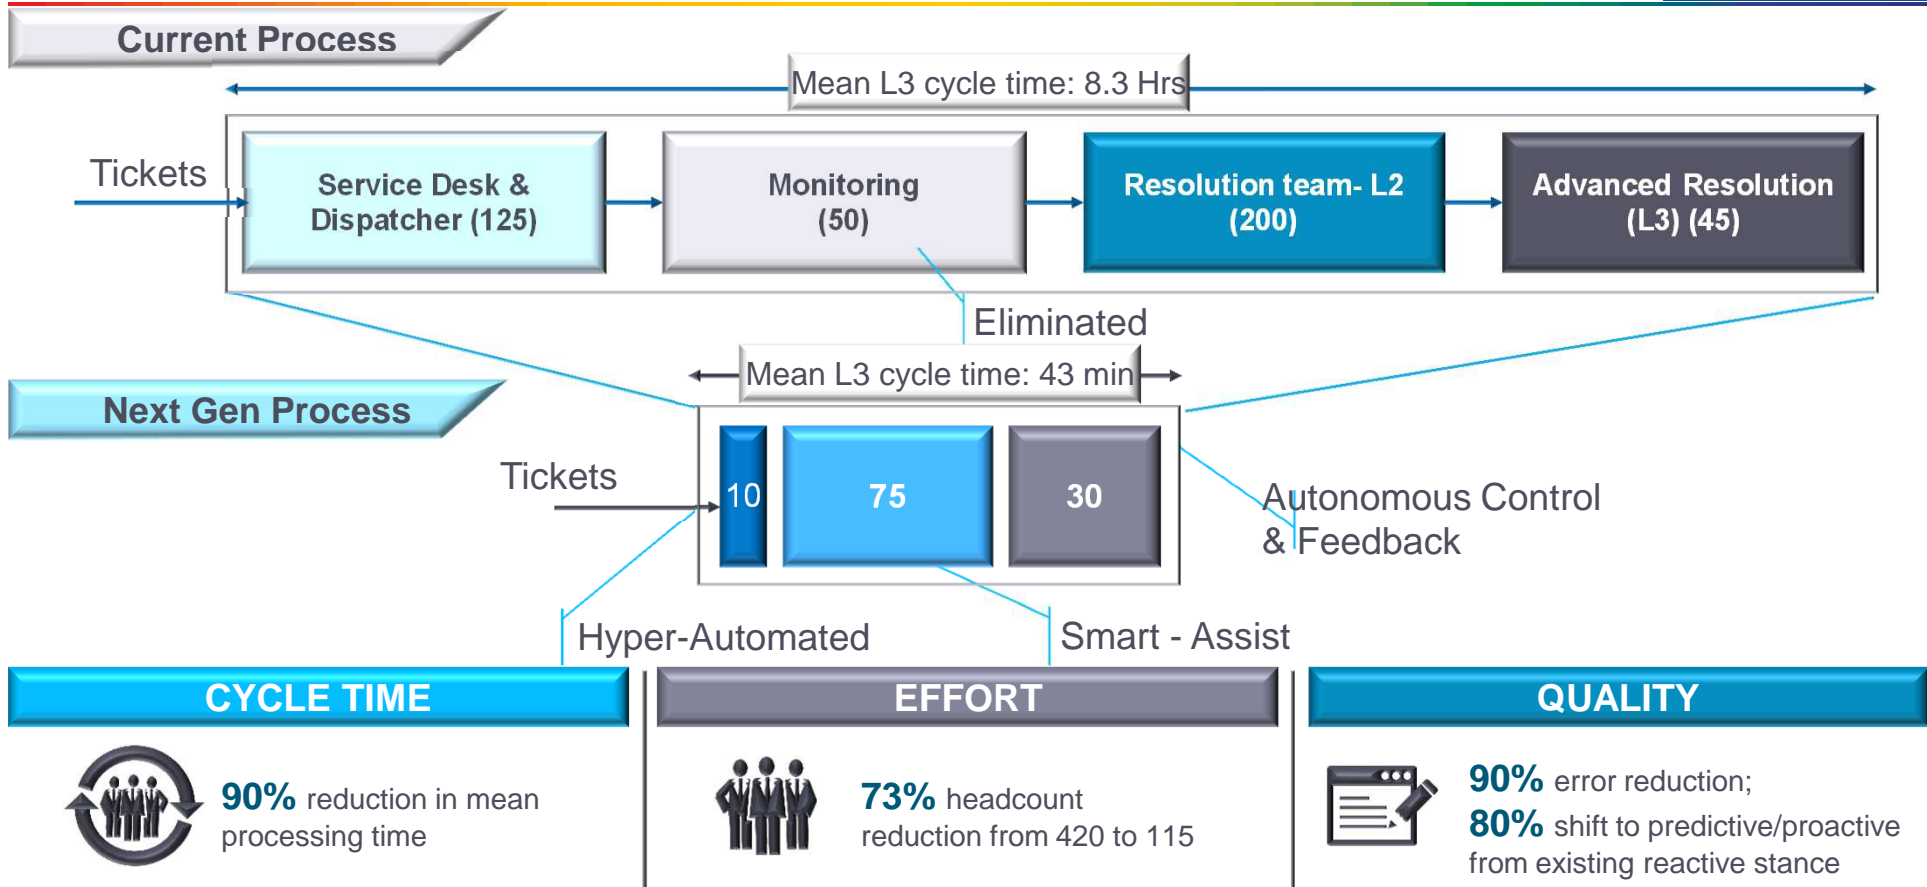 Current Process
Mean L3 cycle time: 8.3 Hrs
Tickets
Service Desk &
Dispatcher (125)
Monitoring
(50)
Resolution team- L2
(200)
Advanced Resolution
(L3) (45)
Eliminated
Mean L3 cycle time: 43 min
Next Gen Process
Tickets
10
75
30
Autonomous Control
& Feedback
Hyper-Automated
Smart - Assist
CYCLE TIME
90% reduction in mean
processing time
EFFORT
73% headcount
reduction from 420 to 115
QUALITY
90% error reduction;
80% shift to predictive/proactive
from existing reactive stance